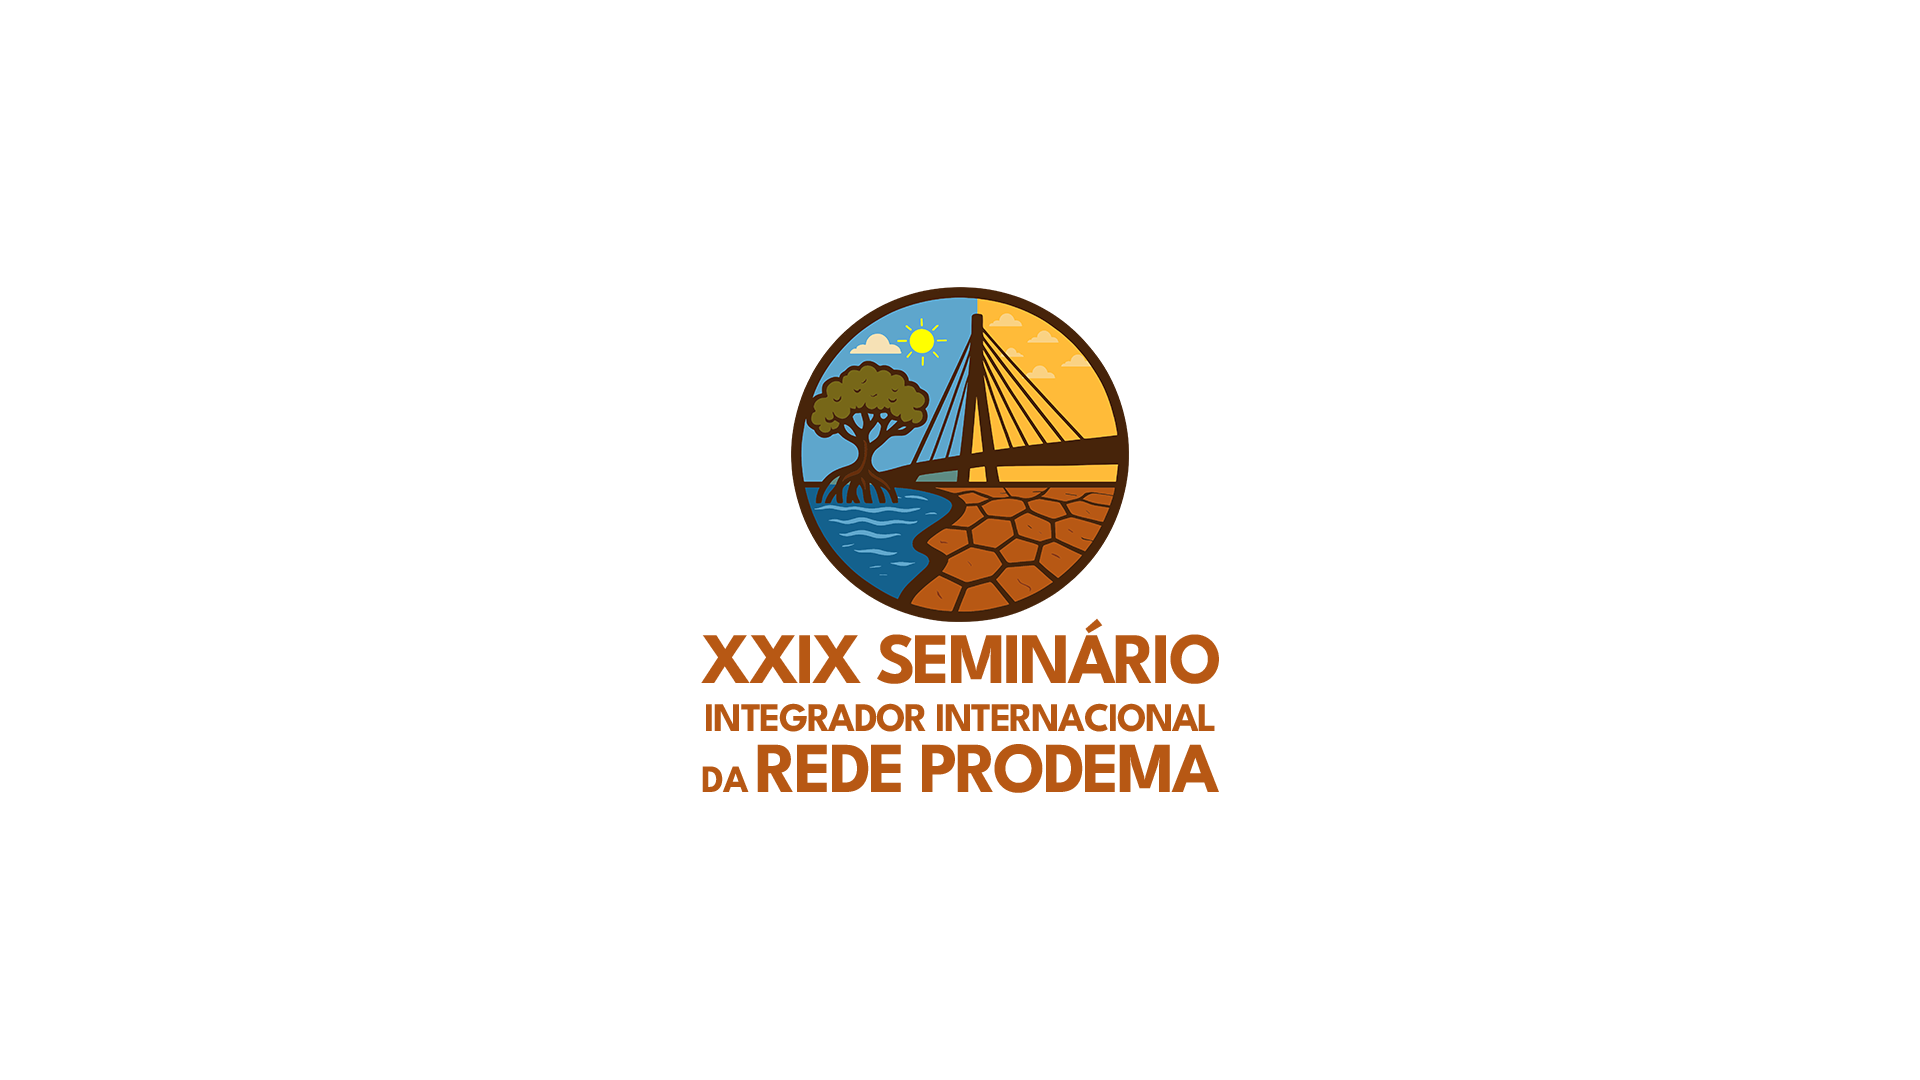 XXIX SEMINÁRIO
INTEGRADOR INTERNACIONAL
DA REDE PRODEMA